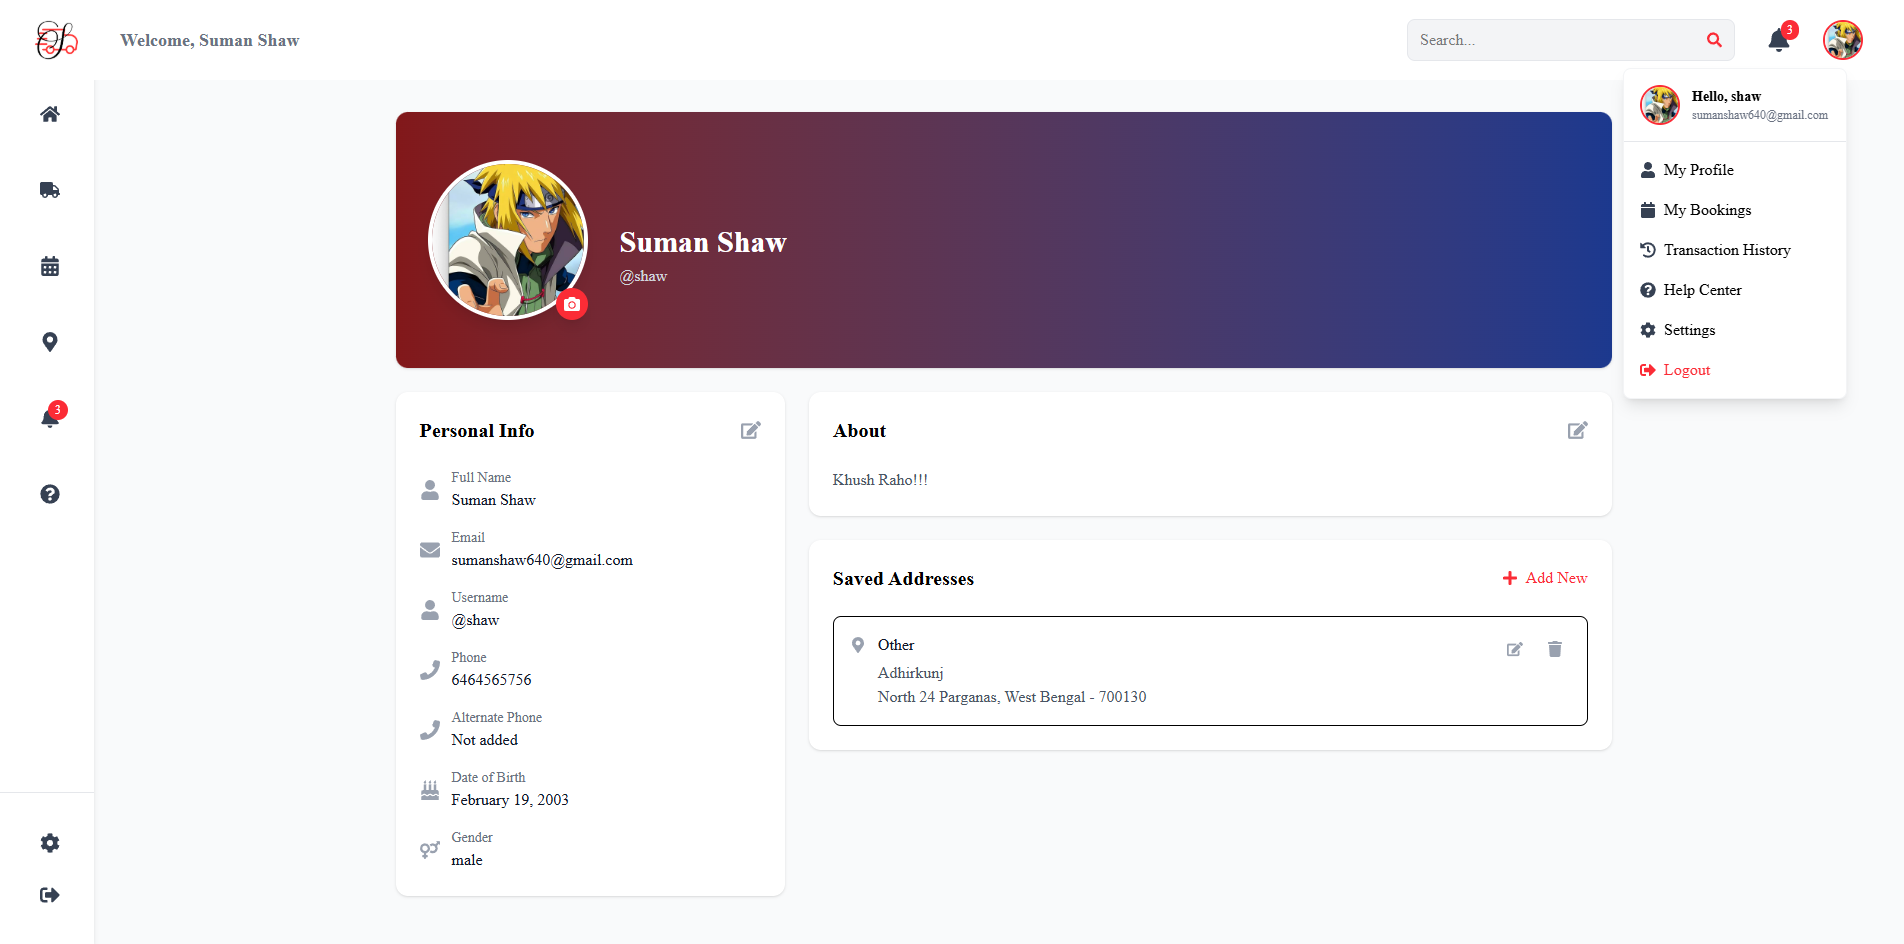 Welcome, Suman Shaw
Search...
3
Hello, shaw
sumanshaw640@gmail.com
My Profile
My Bookings
Transaction History
Help Center
Settings
Logout
3
Suman Shaw
@shaw
Personal Info
Full Name
Suman Shaw
Email
sumanshaw640@gmail.com
Username
@shaw
Phone
6464565756
Alternate Phone
Not added
Date of Birth
February 19, 2003
Gender
male
About
Khush Raho!!!
Saved Addresses
Add New
Other
Adhirkunj
North 24 Parganas, West Bengal - 700130